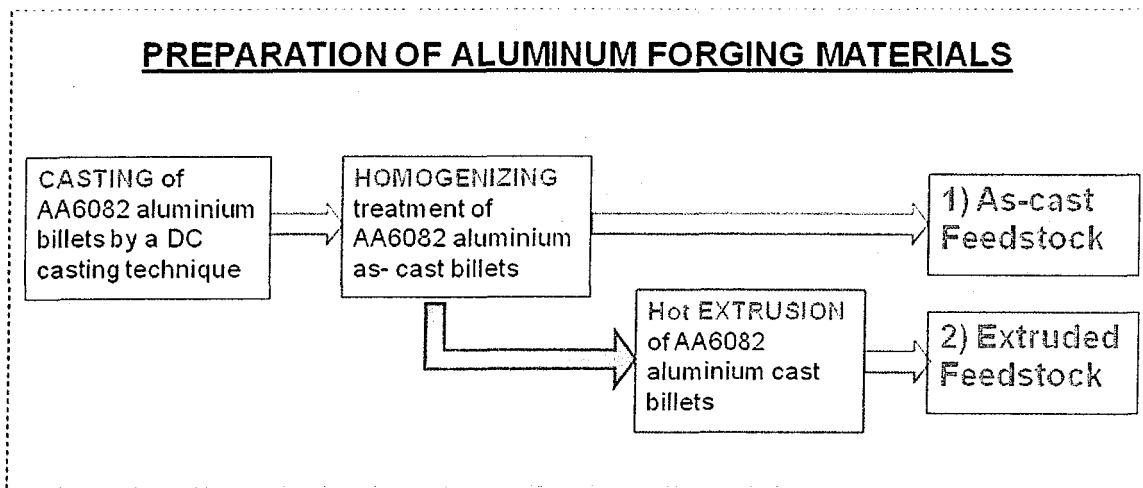 PREPARATION OF ALUMINUM FORGING MATERIALS
CASTING of
AA6082 aluminium
billets by a DC
casting technique
HOMOGENIZING
treatment of
AA6082 aluminium
as- cast billets
1) As-cast
Feedstock
Hot EXTRUSION
of AA6082
aluminium cast
billets
2) Extruded
Feedstock